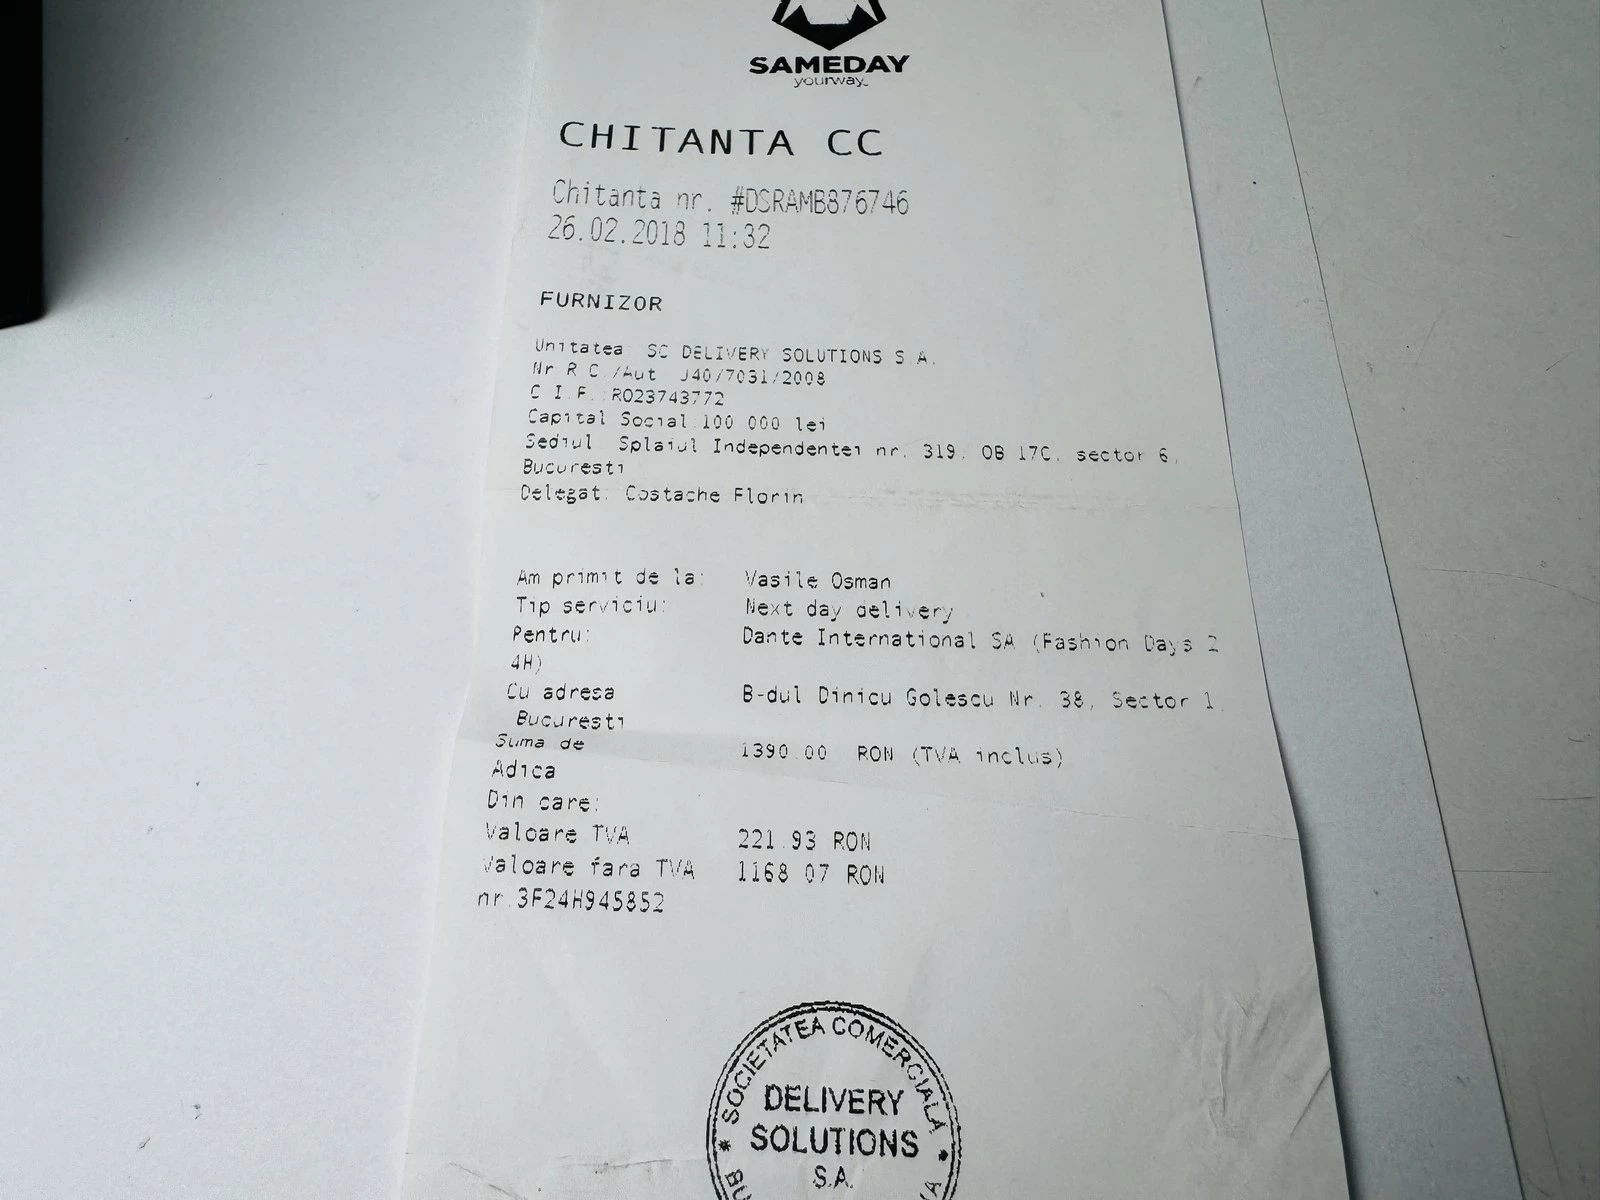 SAMEDAY
yourway.
CHITANTA CC
Chitanta nr. #DSRAMB876746
26.02.2018 11:32
FURNIZOR
Unitatea: SC DELIVERY SOLUTIONS S.A.
Nr.R.C./Aut.: J40/7031/2008
C.I.F.:RO23743772
Capital Social:100 000 lei
Sediul: Splaiul Independentei nr. 319, OB 17C, sector 6,
Bucuresti
Delegat: Costache Florin
Am primit de la: Vasile Osman
Tip serviciu: Next day delivery
Pentru: Dante International SA (Fashion Days 2
4H)
Cu adresa B-dul Dinicu Golescu Nr. 38, Sector 1,
Bucuresti
Suma de 1390.00 RON (TVA inclus)
Adica
Din care:
Valoare TVA 221.93 RON
Valoare fara TVA 1168.07 RON
nr.3F24H945852
* SOCIETATEA COMERCIALA *
DELIVERY
SOLUTIONS
S.A.